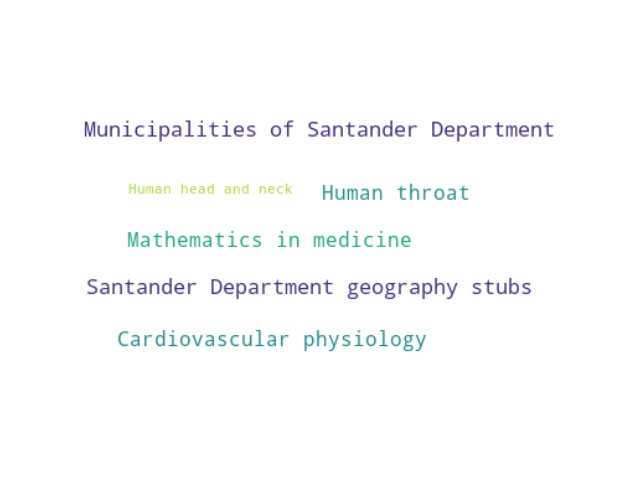 Municipalities of Santander Department
Human head and neck
Human throat
Mathematics in medicine
Santander Department geography stubs
Cardiovascular physiology